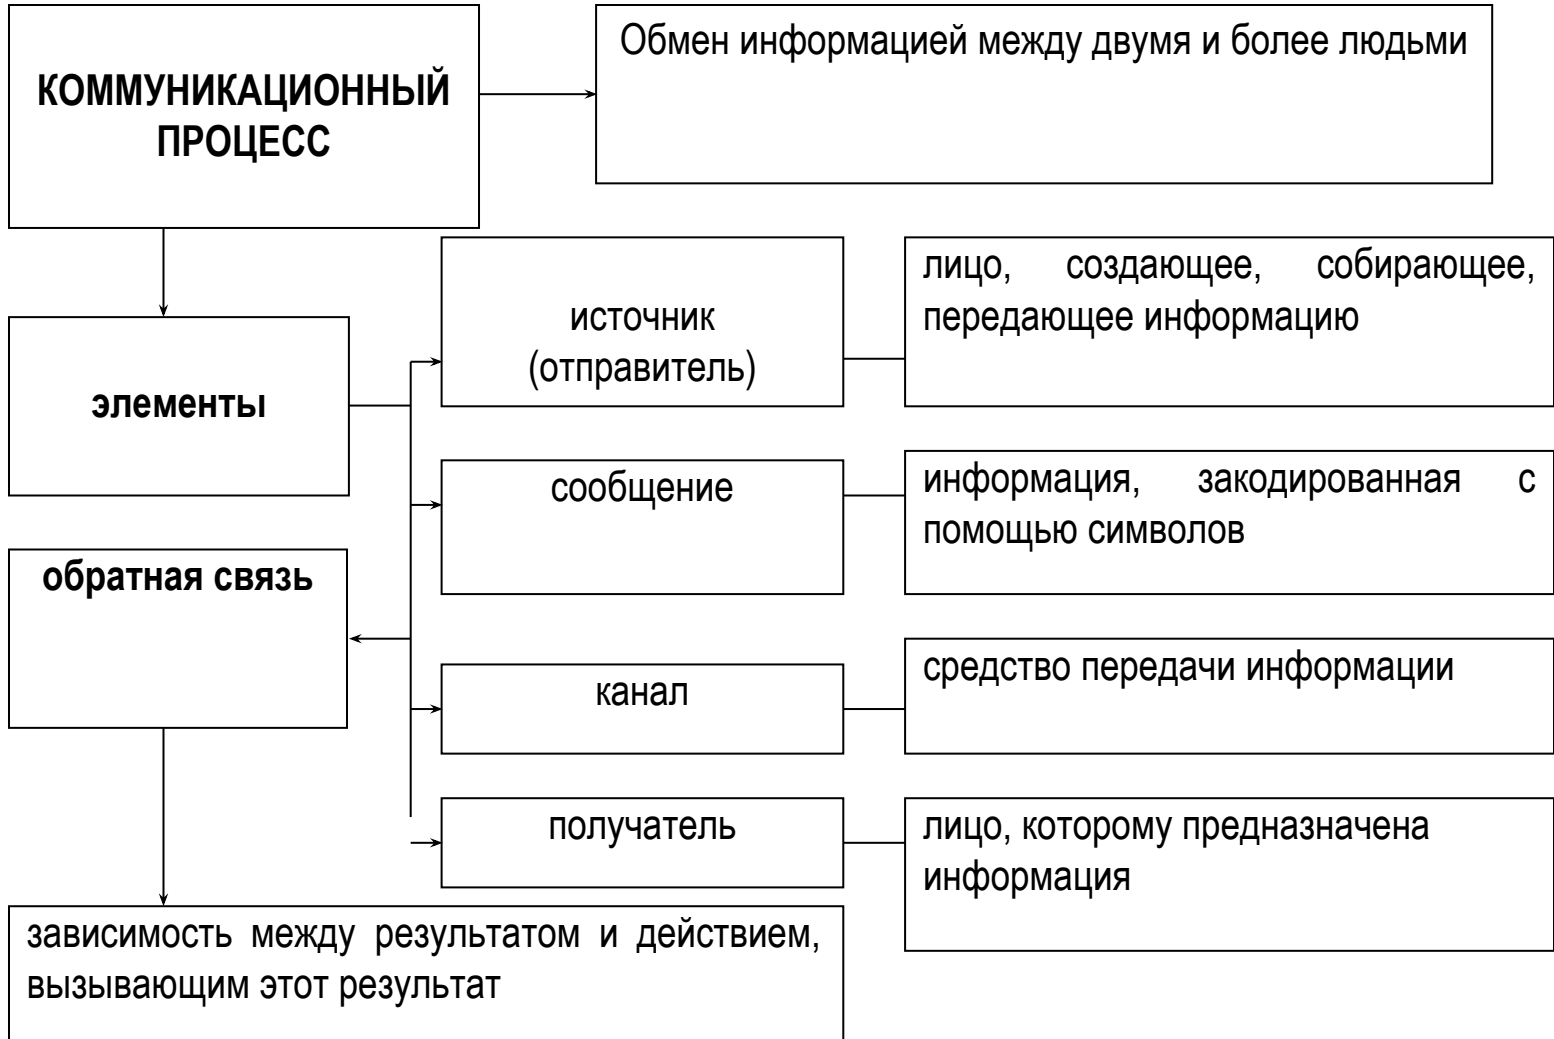 КОММУНИКАЦИОННЫЙ
ПРОЦЕСС
Обмен информацией между двумя и более людьми
элементы
источник
(отправитель)
лицо, создающее, собирающее,
передающее информацию
сообщение
информация, закодированная с
помощью символов
обратная связь
канал
средство передачи информации
получатель
лицо, которому предназначена
информация
зависимость между результатом и действием,
вызывающим этот результат